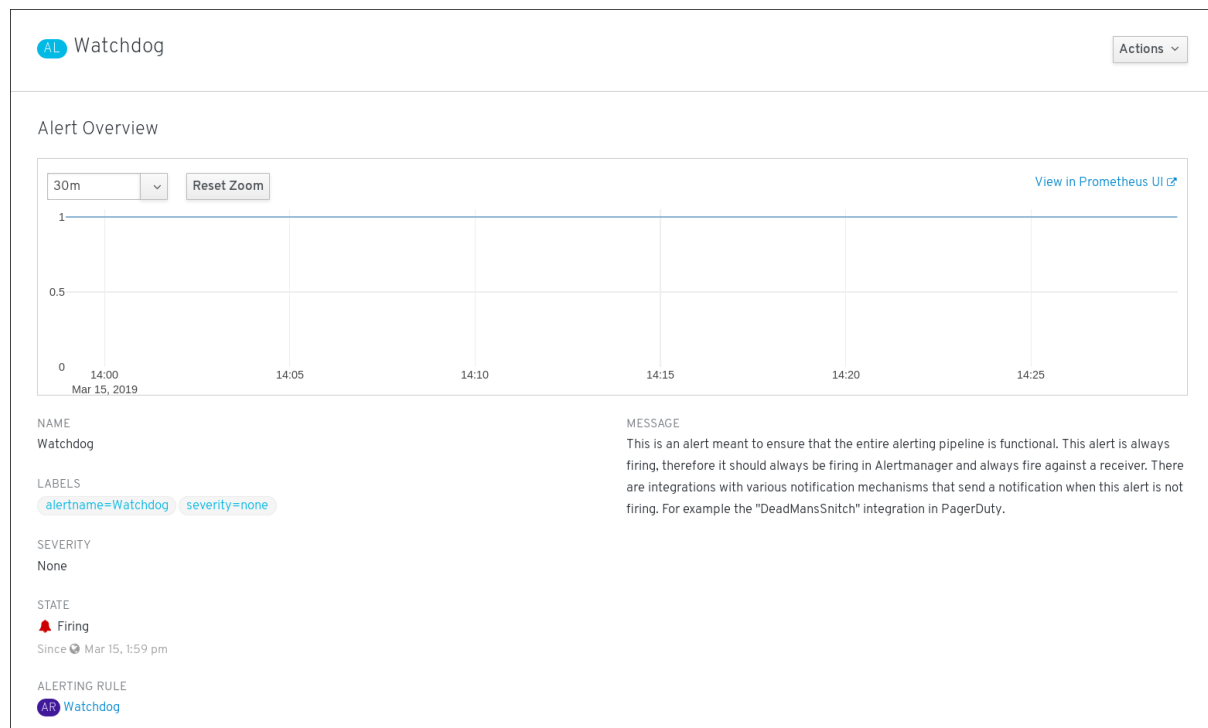 AL Watchdog
Actions
Alert Overview
30m
Reset Zoom
View in Prometheus UI
1
0.5
0
14:00
14:05
14:10
14:15
14:20
14:25
Mar 15, 2019
NAME
Watchdog
LABELS
alertname=Watchdog severity=none
SEVERITY
None
STATE
Firing
Since Mar 15, 1:59 pm
ALERTING RULE
AR Watchdog
MESSAGE
This is an alert meant to ensure that the entire alerting pipeline is functional. This alert is always
firing, therefore it should always be firing in Alertmanager and always fire against a receiver. There
are integrations with various notification mechanisms that send a notification when this alert is not
firing. For example the "DeadMansSnitch" integration in PagerDuty.